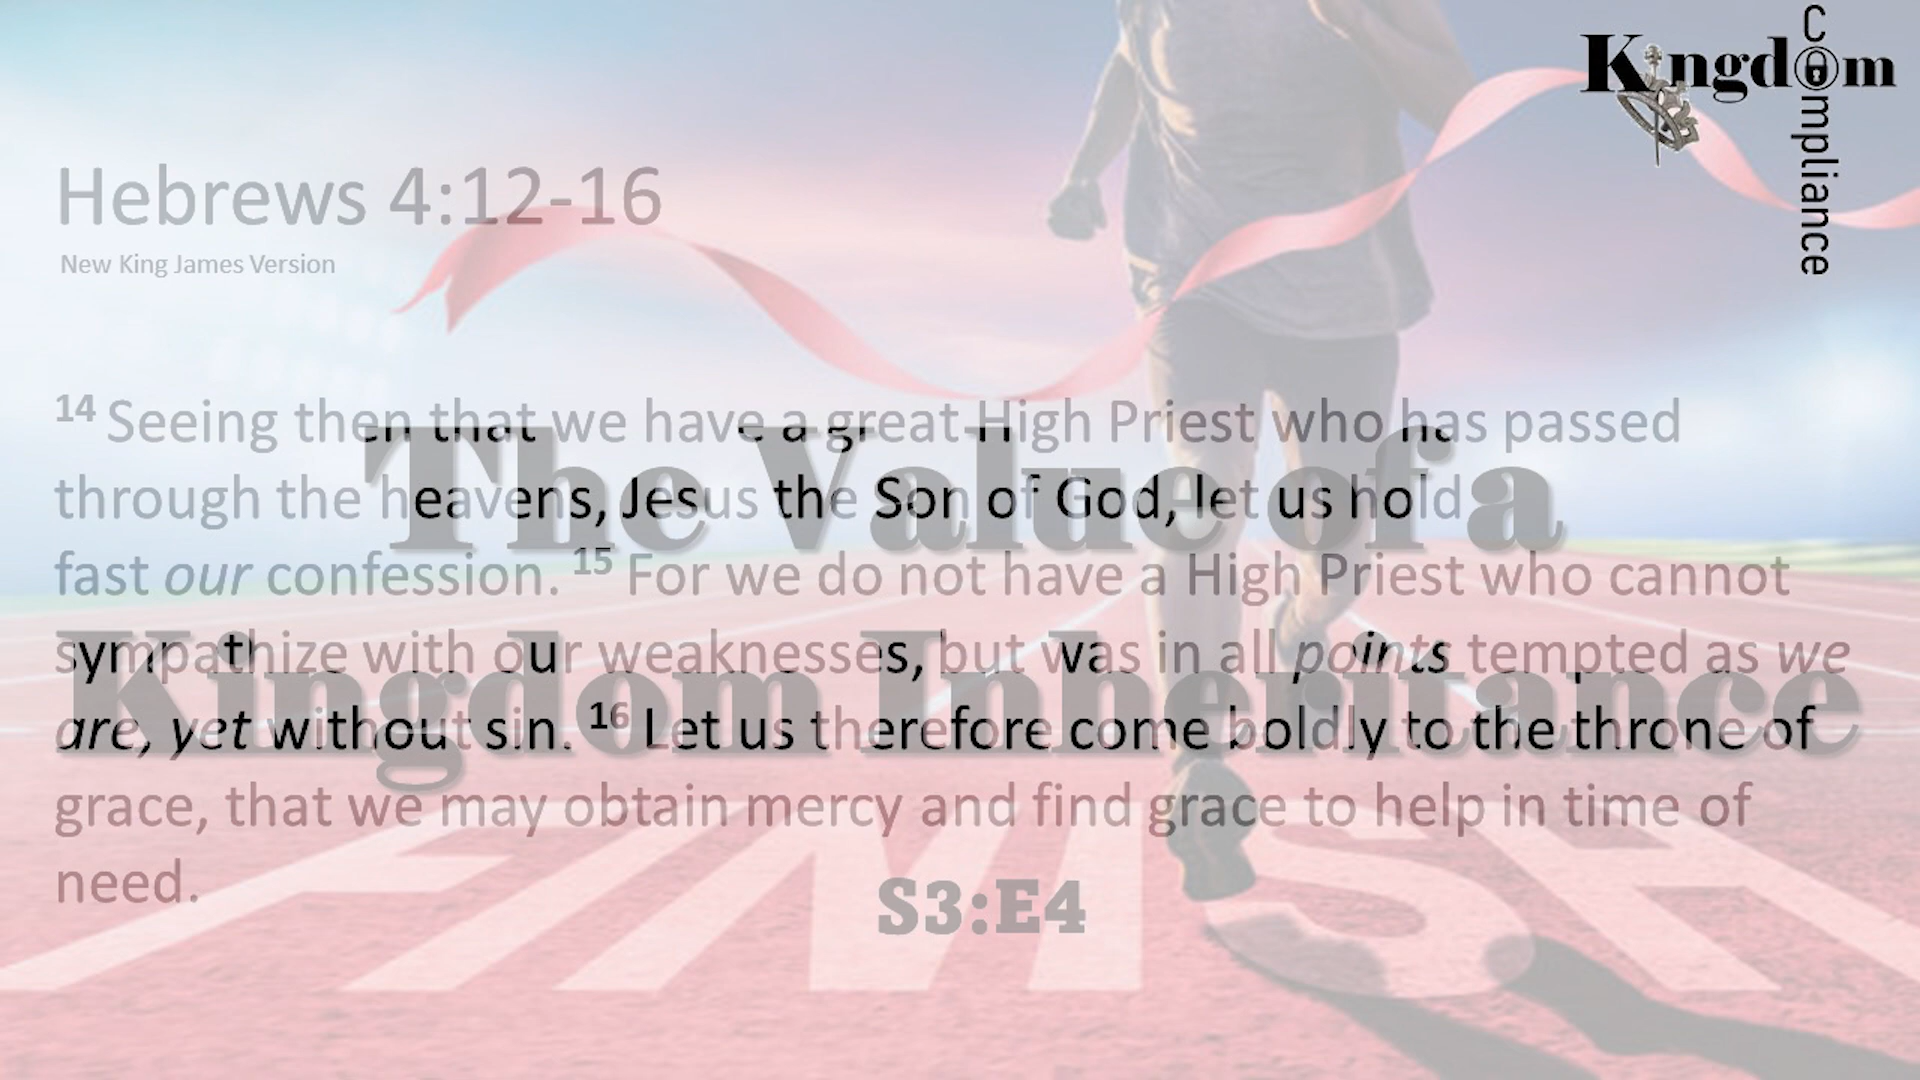 Kingdom
Compliance
Hebrews 4:12-16
New King James Version
14 Seeing then that we have a great High Priest who has passed
through the heavens, Jesus the Son of God, let us hold
fast our confession. 15 For we do not have a High Priest who cannot
sympathize with our weaknesses, but was in all points tempted as we
are, yet without sin. 16 Let us therefore come boldly to the throne of
grace, that we may obtain mercy and find grace to help in time of
need.
The Value of a
Kingdom Inheritance
S3:E4
FINISH